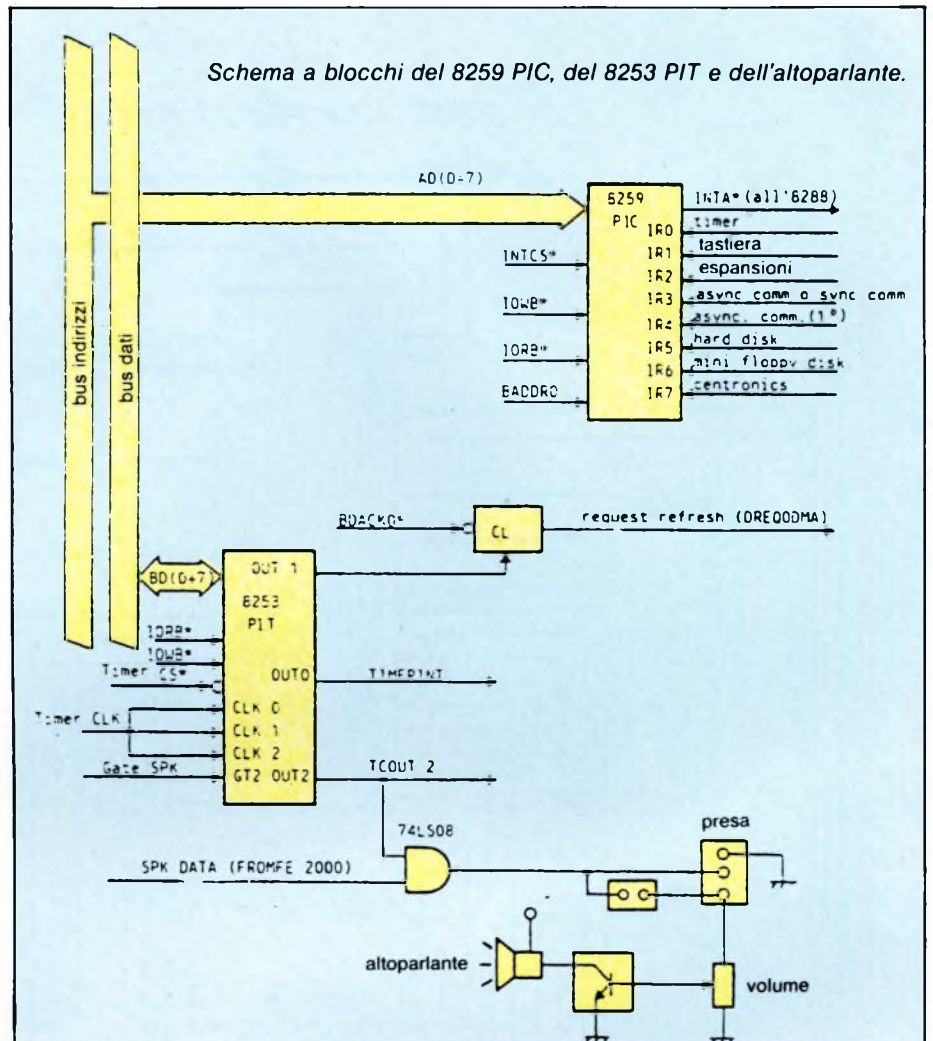 Schema a blocchi del 8259 PIC, del 8253 PIT e dell'altoparlante.
bus indirizzi
bus dati
AD(0÷7)
8259
PIC
INTCS*
IOWB*
IORB*
BADDR0
INTA* (all'8288)
IR0 timer
IR1 tastiera
IR2 espansioni
IR3 async comm o sync comm
IR4 async. comm.(1°)
IR5 hard disk
IR6 mini floppy disk
IR7 centronics
BDACK0*
CL
request refresh (DREQ0DMA)
BD(0÷7)
OUT 1
8253
PIT
IORB*
IOWB*
Timer CS*
OUT0
TIMERINT
CLK 0
Timer CLK
CLK 1
CLK 2
Gate SPK
GT2 OUT2
TCOUT 2
74LS08
SPK DATA (FROMFE 2000)
presa
altoparlante
volume